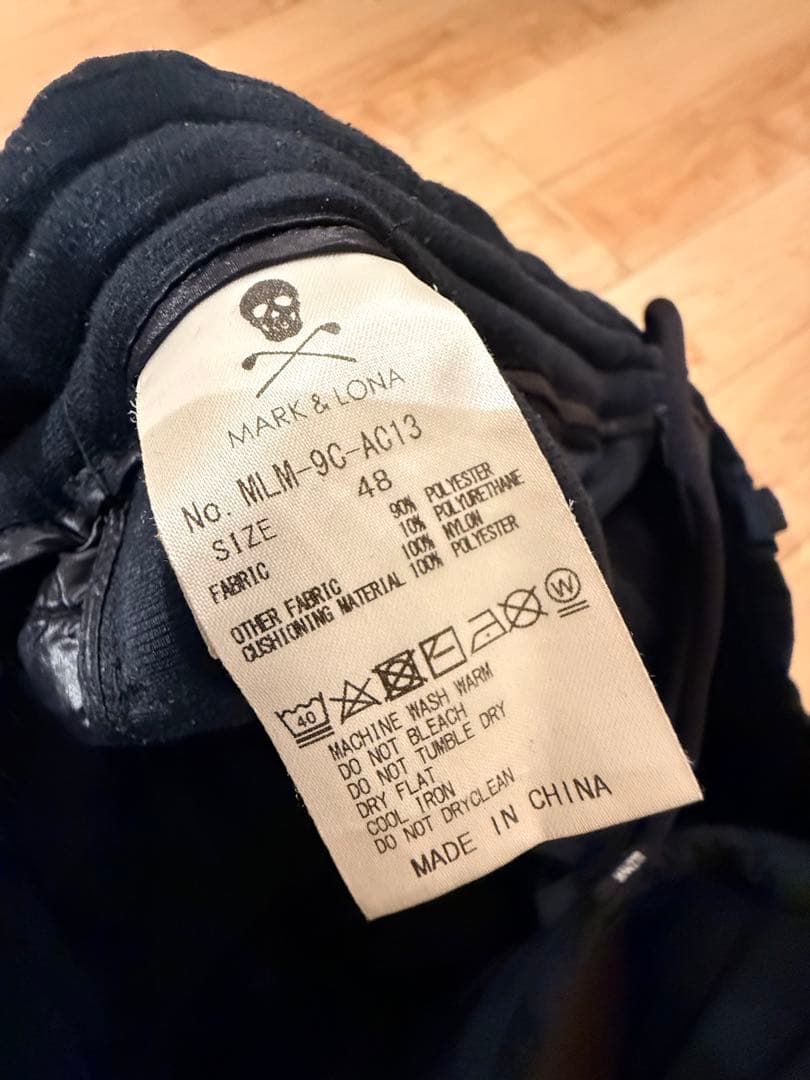 MARK & LONA
No. MLM-9C-AC13
SIZE 48
FABRIC 90% POLYESTER
10% POLYURETHANE
OTHER FABRIC 100% NYLON
CUSHIONING MATERIAL 100% POLYESTER
40
W
MACHINE WASH WARM
DO NOT BLEACH
DO NOT TUMBLE DRY
DRY FLAT
COOL IRON
DO NOT DRYCLEAN
MADE IN CHINA